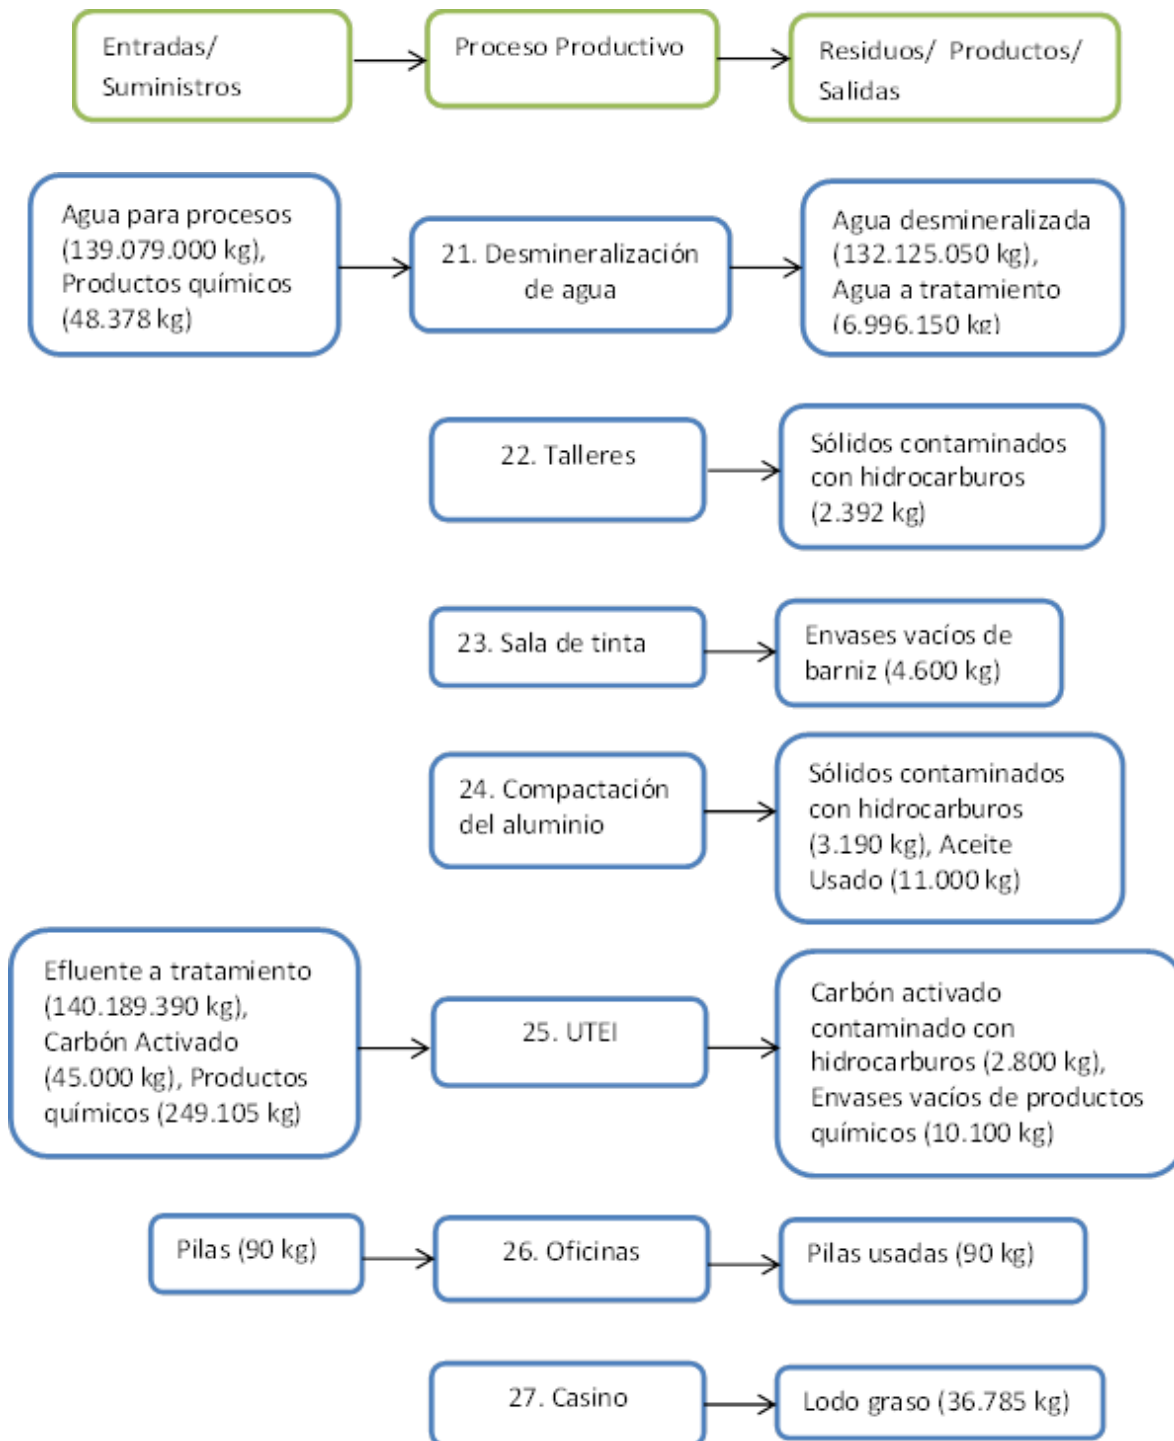 Entradas/
Suministros
Proceso Productivo
Residuos/ Productos/
Salidas
Agua para procesos
(139.079.000 kg),
Productos químicos
(48.378 kg)
21. Desmineralización
de agua
Agua desmineralizada
(132.125.050 kg),
Agua a tratamiento
(6.996.150 kg)
22. Talleres
Sólidos contaminados
con hidrocarburos
(2.392 kg)
23. Sala de tinta
Envases vacíos de
barniz (4.600 kg)
24. Compactación
del aluminio
Sólidos contaminados
con hidrocarburos
(3.190 kg), Aceite
Usado (11.000 kg)
Efluente a tratamiento
(140.189.390 kg),
Carbón Activado
(45.000 kg), Productos
químicos (249.105 kg)
25. UTEI
Carbón activado
contaminado con
hidrocarburos (2.800 kg),
Envases vacíos de productos
químicos (10.100 kg)
Pilas (90 kg)
26. Oficinas
Pilas usadas (90 kg)
27. Casino
Lodo graso (36.785 kg)